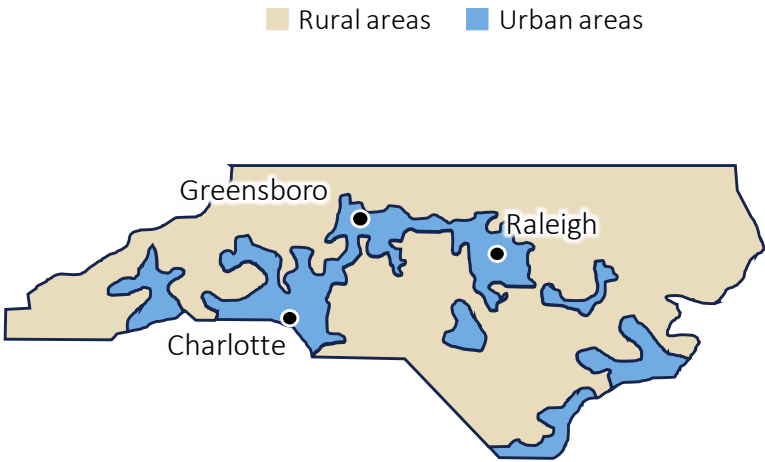 Rural areas
Urban areas
Greensboro
Raleigh
Charlotte